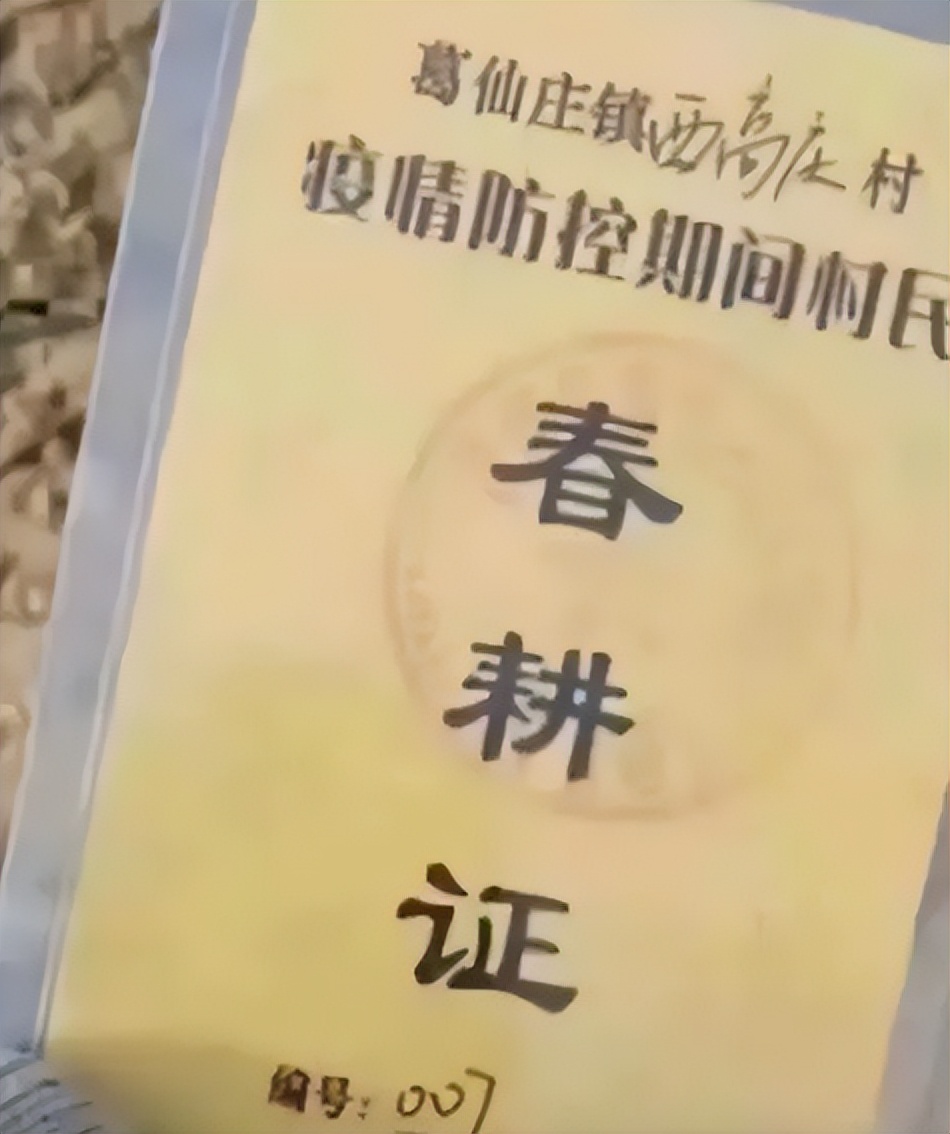 葛仙庄镇西高庄村
疫情防控期间村民
春
耕
证
编号：007